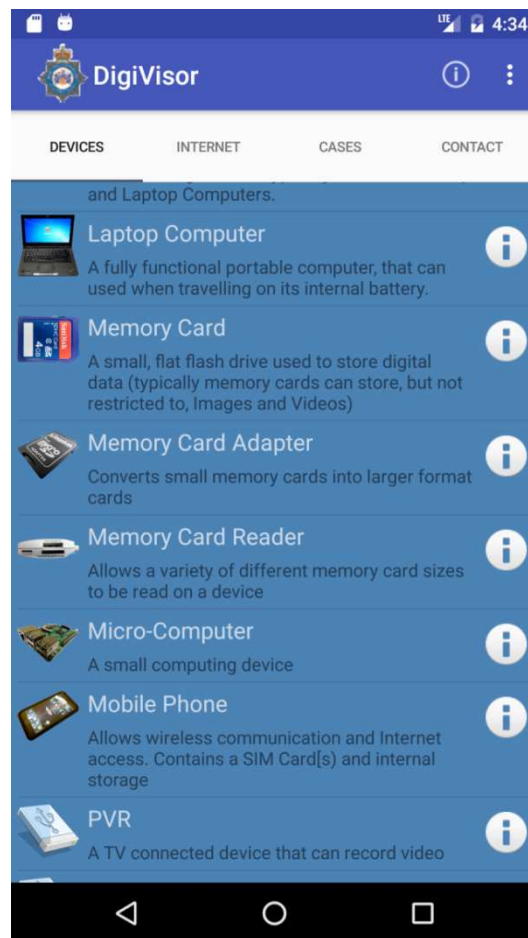 LTE 4:34
DigiVisor
DEVICES INTERNET CASES CONTACT
and Laptop Computers.
Laptop Computer
A fully functional portable computer, that can
used when travelling on its internal battery.
Memory Card
A small, flat flash drive used to store digital
data (typically memory cards can store, but not
restricted to, Images and Videos)
Memory Card Adapter
Converts small memory cards into larger format
cards
Memory Card Reader
Allows a variety of different memory card sizes
to be read on a device
Micro-Computer
A small computing device
Mobile Phone
Allows wireless communication and Internet
access. Contains a SIM Card[s) and internal
storage
PVR
A TV connected device that can record video